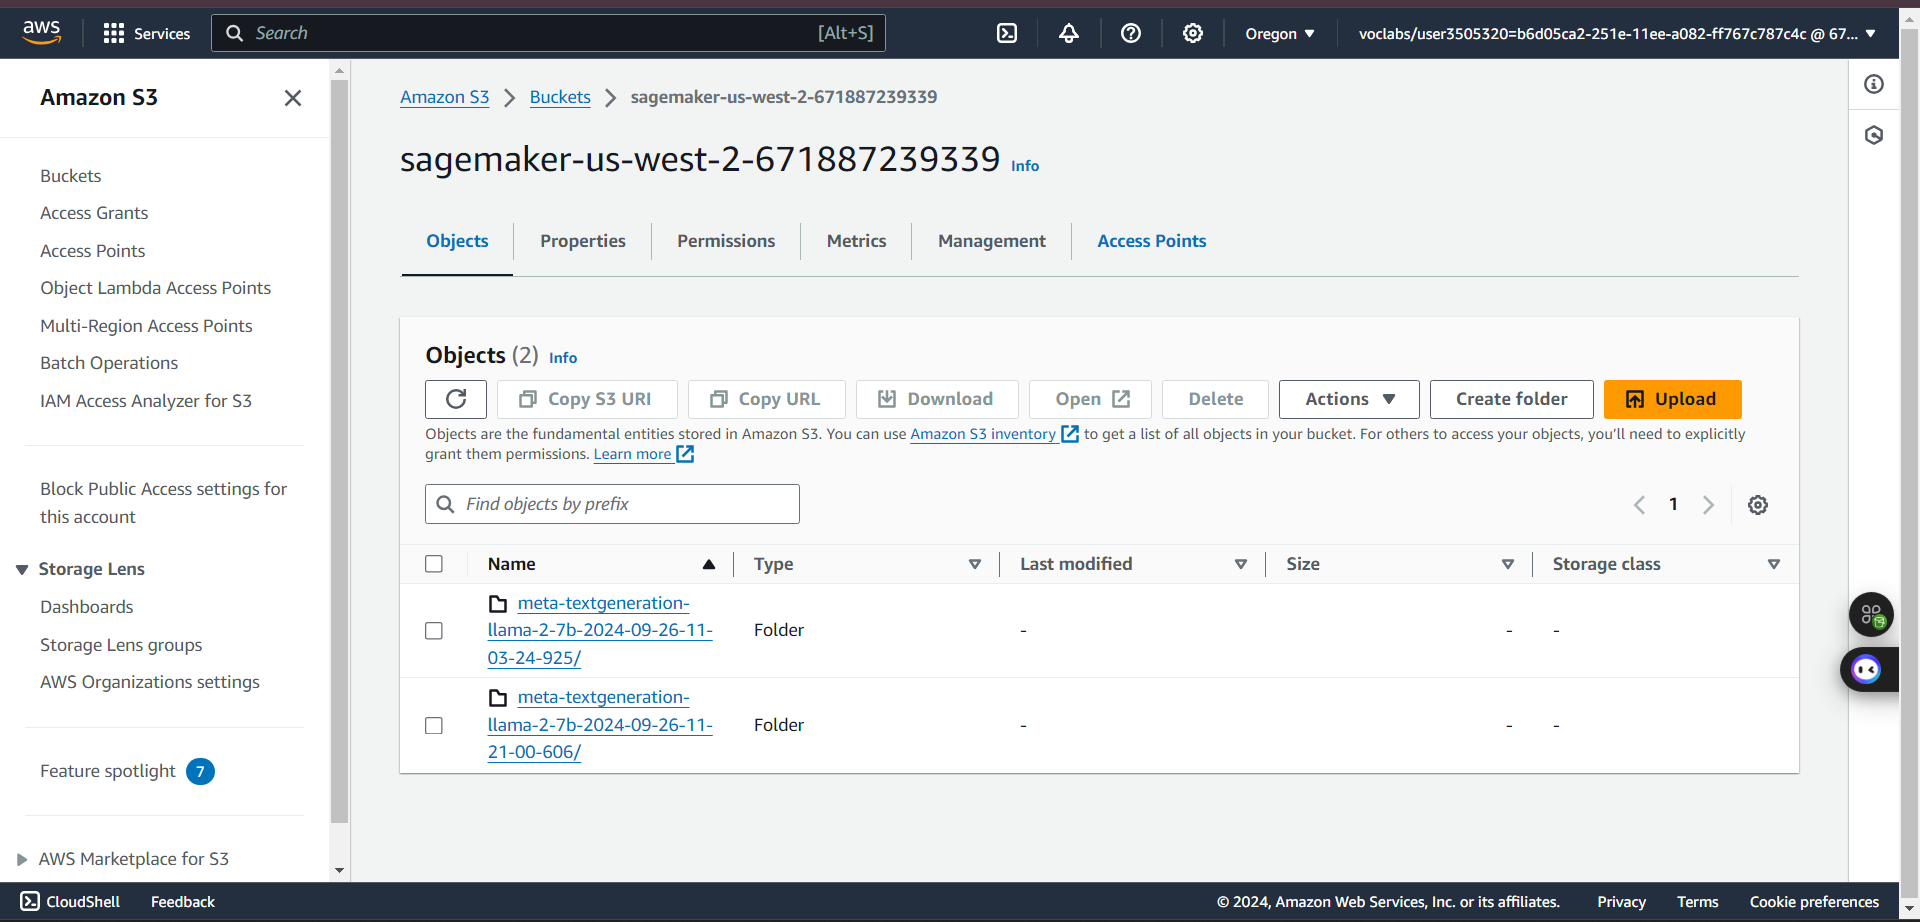 aws
Services
Search
[Alt+S]
Oregon
voclabs/user3505320=b6d05ca2-251e-11ee-a082-ff767c787c4c @ 67...
Amazon S3
Buckets
Access Grants
Access Points
Object Lambda Access Points
Multi-Region Access Points
Batch Operations
IAM Access Analyzer for S3
Block Public Access settings for
this account
Storage Lens
Dashboards
Storage Lens groups
AWS Organizations settings
Feature spotlight 7
AWS Marketplace for S3
Amazon S3 > Buckets > sagemaker-us-west-2-671887239339
sagemaker-us-west-2-671887239339 Info
Objects
Properties
Permissions
Metrics
Management
Access Points
Objects (2) Info
Copy S3 URI
Copy URL
Download
Open
Delete
Actions
Create folder
Upload
Objects are the fundamental entities stored in Amazon S3. You can use Amazon S3 inventory to get a list of all objects in your bucket. For others to access your objects, you'll need to explicitly
grant them permissions. Learn more
Find objects by prefix
1
Name
Type
Last modified
Size
Storage class
meta-textgeneration-
llama-2-7b-2024-09-26-11-
03-24-925/
Folder
-
-
-
meta-textgeneration-
llama-2-7b-2024-09-26-11-
21-00-606/
Folder
-
-
-
CloudShell
Feedback
© 2024, Amazon Web Services, Inc. or its affiliates.
Privacy
Terms
Cookie preferences